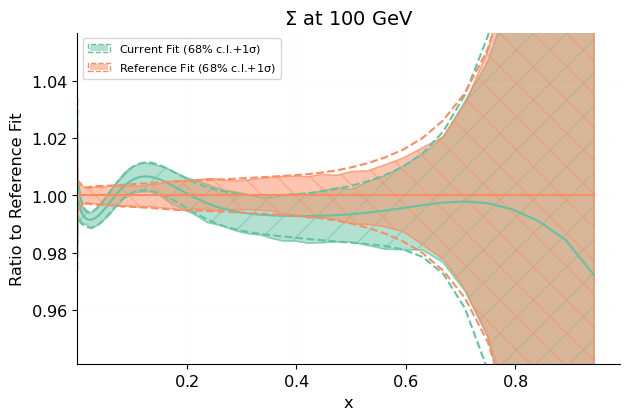 Σ at 100 GeV
Current Fit (68% c.l.+1σ)
Reference Fit (68% c.l.+1σ)
Ratio to Reference Fit
1.04
1.02
1.00
0.98
0.96
0.2 0.4 0.6 0.8
x